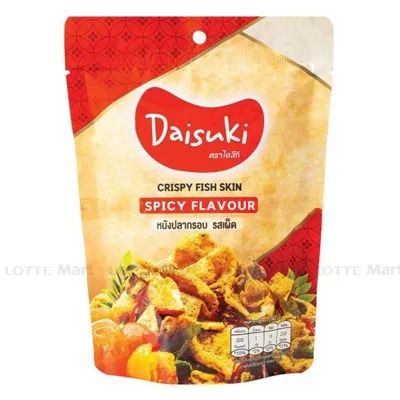 Daisuki
ตราไดสึกิ
CRISPY FISH SKIN
SPICY FLAVOUR
หนังปลากรอบ รสเผ็ด
LOTTE Mart
LOTTE Mart